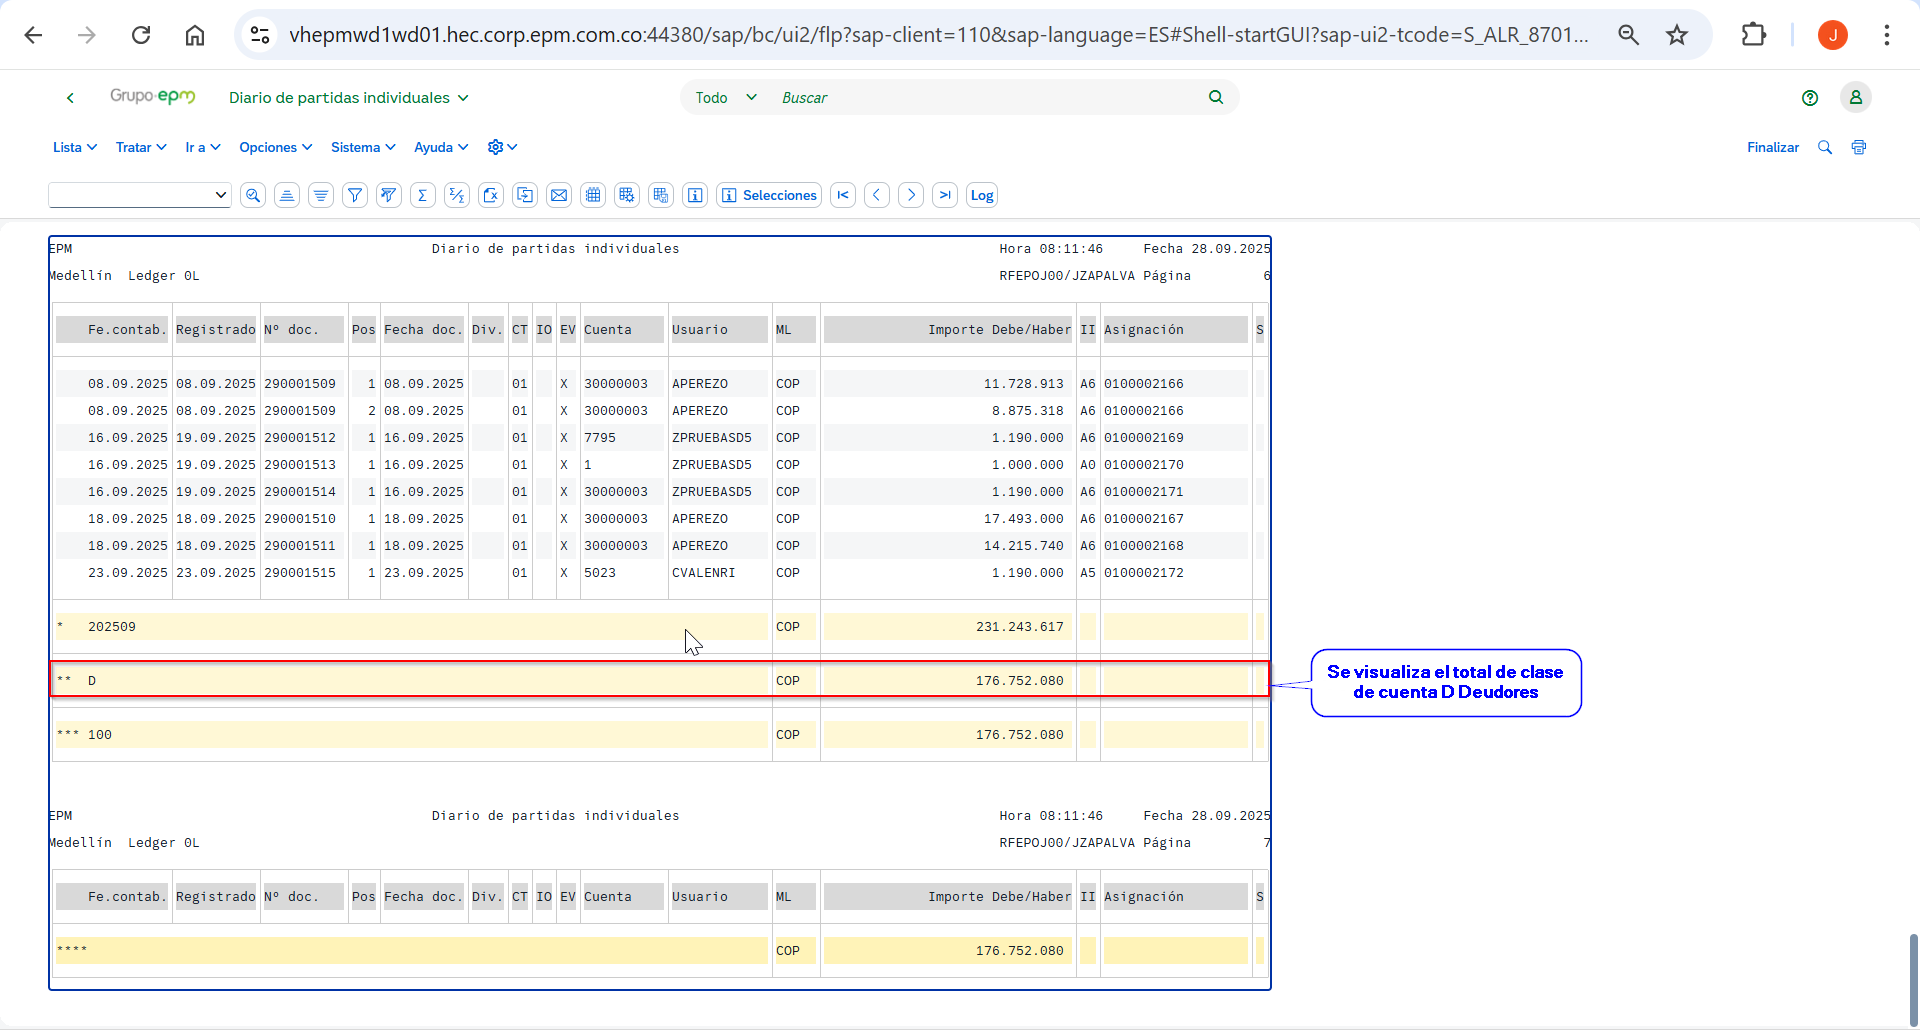 vhepmwd1wd01.hec.corp.epm.com.co:44380/sap/bc/ui2/flp?sap-client=110&sap-language=ES#Shell-startGUI?sap-ui2-tcode=S_ALR_8701... J
Grupo·epm Diario de partidas individuales Todo Buscar
Lista Tratar Ir a Opciones Sistema Ayuda Finalizar
Selecciones Log
EPM Diario de partidas individuales Hora 08:11:46 Fecha 28.09.2025
Medellín Ledger 0L RFEPOJ00/JZAPALVA Página 6
Fe.contab. Registrado Nº doc. Pos Fecha doc. Div. CT IO EV Cuenta Usuario ML Importe Debe/Haber II Asignación S
08.09.2025 08.09.2025 290001509 1 08.09.2025 01 X 30000003 APEREZO COP 11.728.913 A6 0100002166
08.09.2025 08.09.2025 290001509 2 08.09.2025 01 X 30000003 APEREZO COP 8.875.318 A6 0100002166
16.09.2025 19.09.2025 290001512 1 16.09.2025 01 X 7795 ZPRUEBASD5 COP 1.190.000 A6 0100002169
16.09.2025 19.09.2025 290001513 1 16.09.2025 01 X 1 ZPRUEBASD5 COP 1.000.000 A0 0100002170
16.09.2025 19.09.2025 290001514 1 16.09.2025 01 X 30000003 ZPRUEBASD5 COP 1.190.000 A6 0100002171
18.09.2025 18.09.2025 290001510 1 18.09.2025 01 X 30000003 APEREZO COP 17.493.000 A6 0100002167
18.09.2025 18.09.2025 290001511 1 18.09.2025 01 X 30000003 APEREZO COP 14.215.740 A6 0100002168
23.09.2025 23.09.2025 290001515 1 23.09.2025 01 X 5023 CVALENRI COP 1.190.000 A5 0100002172
* 202509 COP 231.243.617
** D COP 176.752.080
Se visualiza el total de clase
de cuenta D Deudores
*** 100 COP 176.752.080
EPM Diario de partidas individuales Hora 08:11:46 Fecha 28.09.2025
Medellín Ledger 0L RFEPOJ00/JZAPALVA Página 7
Fe.contab. Registrado Nº doc. Pos Fecha doc. Div. CT IO EV Cuenta Usuario ML Importe Debe/Haber II Asignación S
**** COP 176.752.080